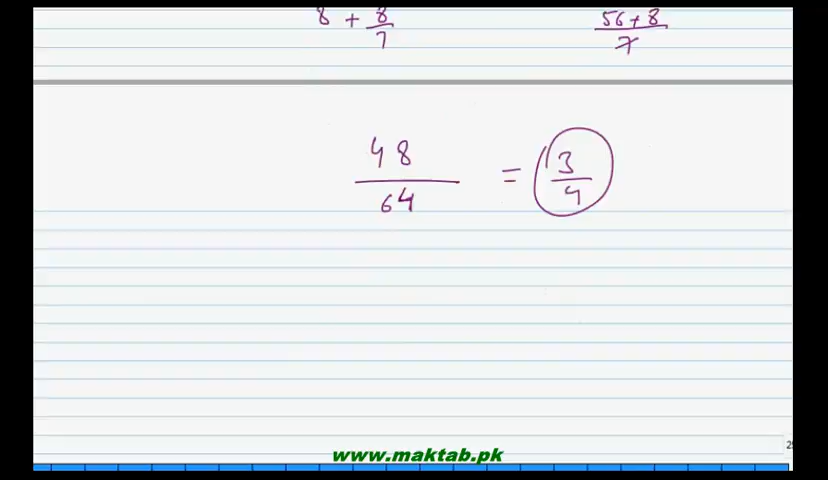 8 + 8/7 56+8/7
48/64 = 3/4
www.maktab.pk